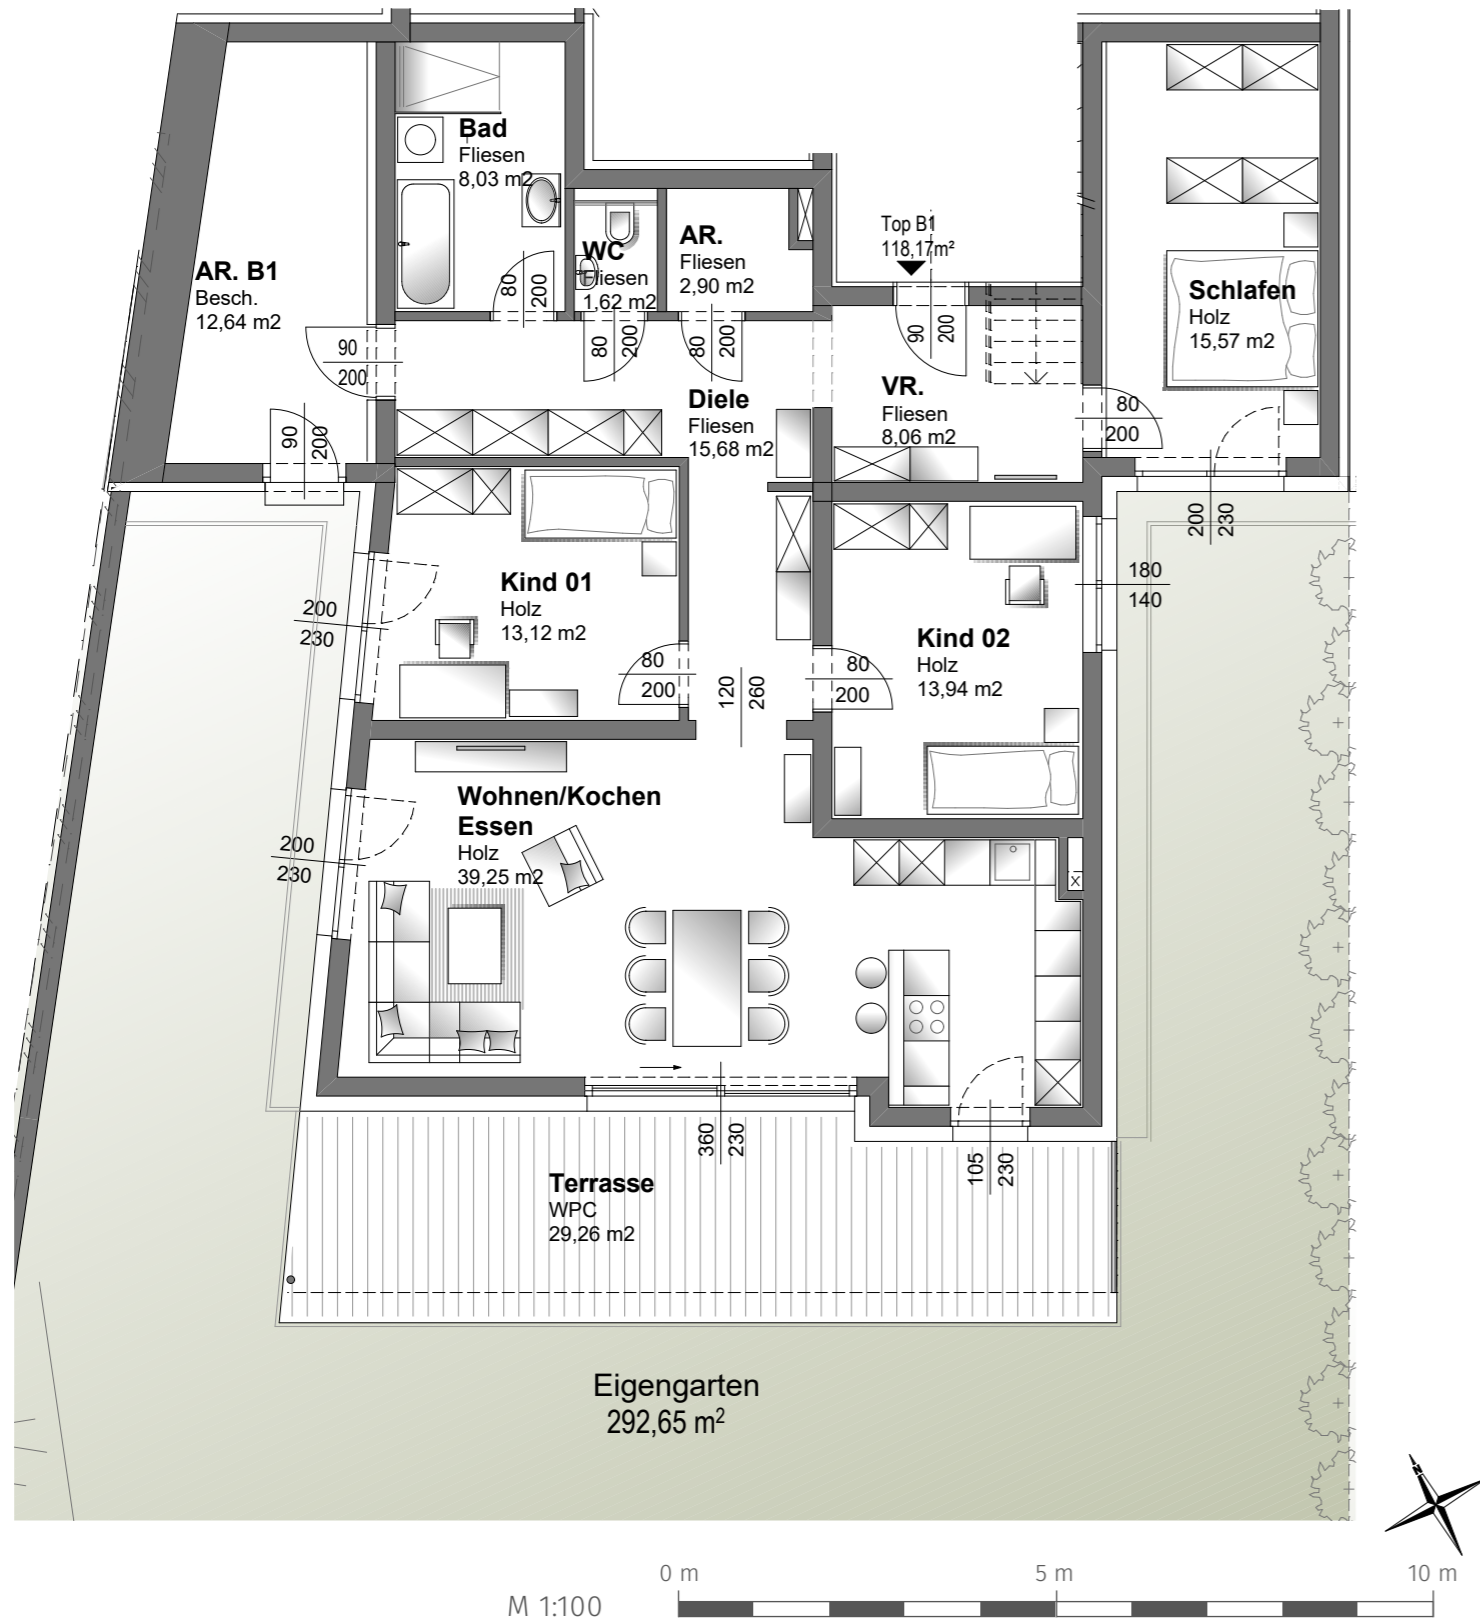 Bad
Fliesen
8,03 m2
Top B1
118,17m²
AR. B1
Besch.
12,64 m2
WC
Fliesen
1,62 m2
AR.
Fliesen
2,90 m2
Schlafen
Holz
15,57 m2
80
200
80
200
80
200
90
200
90
200
90
200
Diele
Fliesen
15,68 m2
VR.
Fliesen
8,06 m2
80
200
200
230
Kind 01
Holz
13,12 m2
200
230
80
200
120
260
80
200
Kind 02
Holz
13,94 m2
180
140
Wohnen/Kochen
Essen
Holz
39,25 m2
200
230
X
360
230
105
230
Terrasse
WPC
29,26 m2
Eigengarten
292,65 m²
N
M 1:100
0 m
5 m
10 m